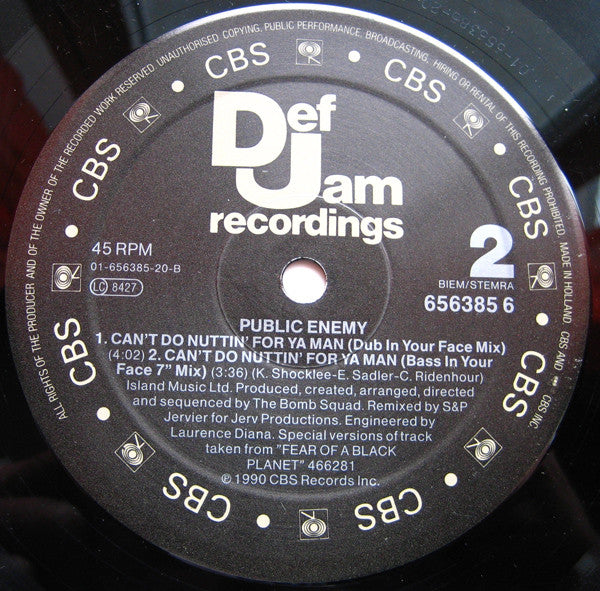 ALL RIGHTS OF THE PRODUCER AND OF THE OWNER OF THE RECORDED WORK RESERVED. UNAUTHORISED COPYING, PUBLIC PERFORMANCE, BROADCASTING, HIRING OR RENTAL OF THIS RECORDING PROHIBITED. MADE IN HOLLAND CBS AND ARE CBS INC.
CBS
CBS
CBS
CBS
CBS
CBS
CBS
CBS
CBS
Def
Jam
recordings
45 RPM
01-656385-20-B
LC 8427
2
BIEM/STEMRA
656385 6
PUBLIC ENEMY
1. CAN'T DO NUTTIN' FOR YA MAN (Dub In Your Face Mix)
(4:02) 2. CAN'T DO NUTTIN' FOR YA MAN (Bass In Your
Face 7" Mix) (3:36) (K. Shocklee-E. Sadler-C. Ridenhour)
Island Music Ltd. Produced, created, arranged, directed
and sequenced by The Bomb Squad. Remixed by S&P
Jervier for Jerv Productions. Engineered by
Laurence Diana. Special versions of track
taken from "FEAR OF A BLACK
PLANET" 466281
℗ 1990 CBS Records Inc.